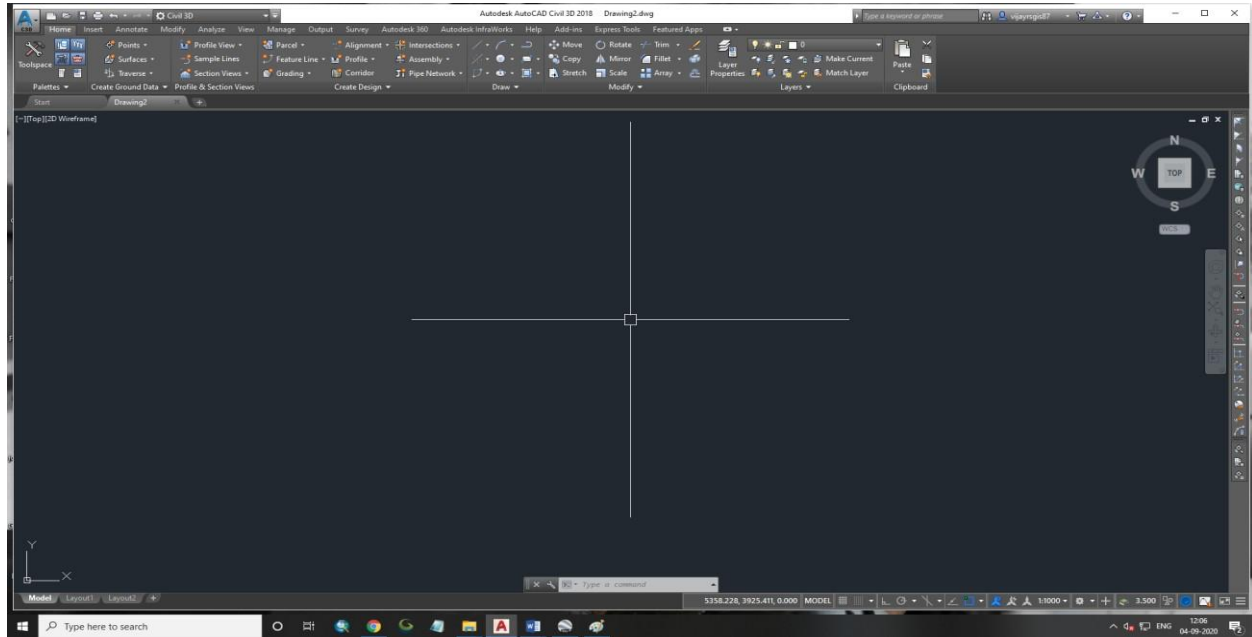 Civil 3D
Autodesk AutoCAD Civil 3D 2018 Drawing2.dwg
Type a keyword or phrase
vijayrsgis87
C3D
Home Insert Annotate Modify Analyze View Manage Output Survey Autodesk 360 Autodesk InfraWorks Help Add-ins Express Tools Featured Apps
Toolspace
Points
Surfaces
Traverse
Profile View
Sample Lines
Section Views
Parcel
Feature Line
Grading
Alignment
Profile
Corridor
Intersections
Assembly
Pipe Network
Move
Copy
Stretch
Rotate
Mirror
Scale
Trim
Fillet
Array
Layer Properties
0
Make Current
Match Layer
Paste
Palettes Create Ground Data Profile & Section Views Create Design Draw Modify Layers Clipboard
Start Drawing2
[-][Top][2D Wireframe]
N
W TOP E
S
WCS
Y
X
Type a command
Model Layout1 Layout2 +
5358.228, 3925.411, 0.000 MODEL 1:1000 3.500
Type here to search
ENG
12:06
04-09-2020